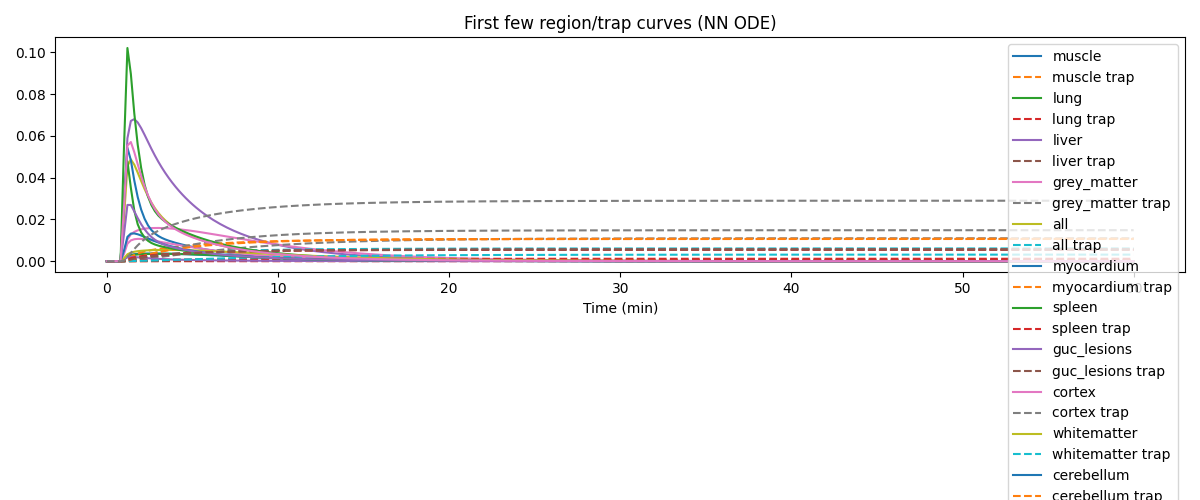 First few region/trap curves (NN ODE)
0.10
0.08
0.06
0.04
0.02
0.00
0
10
20
30
40
50
Time (min)
muscle
muscle trap
lung
lung trap
liver
liver trap
grey_matter
grey_matter trap
all
all trap
myocardium
myocardium trap
spleen
spleen trap
guc_lesions
guc_lesions trap
cortex
cortex trap
whitematter
whitematter trap
cerebellum
cerebellum trap